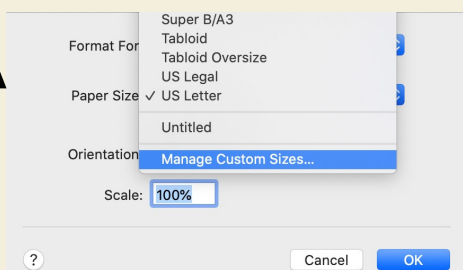 Super B/A3
Format For Tabloid
Tabloid Oversize
US Legal
Paper Size ✓ US Letter
Untitled
Orientation Manage Custom Sizes...
Scale: 100%
? Cancel OK